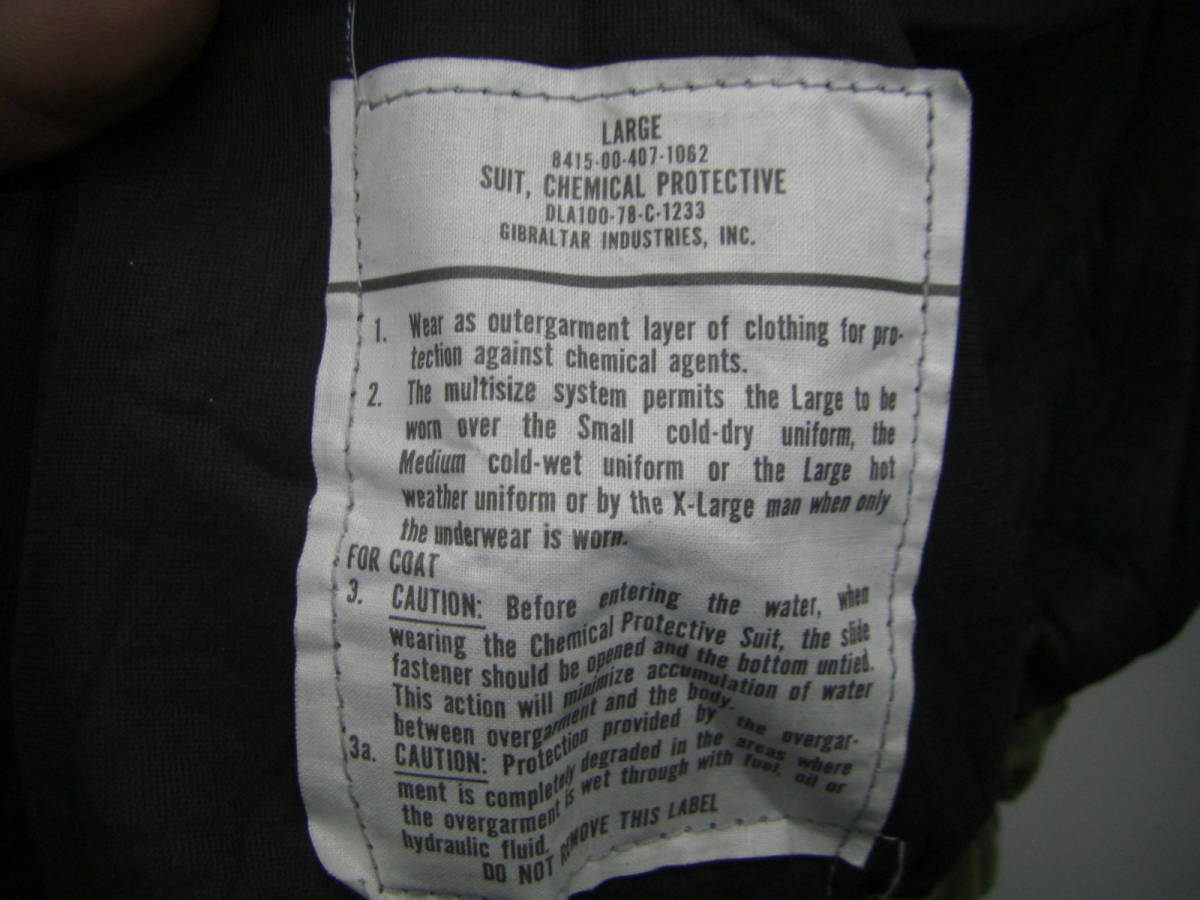 LARGE
8415-00-407-1062
SUIT, CHEMICAL PROTECTIVE
DLA100-78-C-1233
GIBRALTAR INDUSTRIES, INC.
1. Wear as outergarment layer of clothing for pro-
tection against chemical agents.
2. The multisize system permits the Large to be
worn over the Small cold-dry uniform, the
Medium cold-wet uniform or the Large hot
weather uniform or by the X-Large man when only
the underwear is worn.
FOR COAT
3. CAUTION: Before entering the water, when
wearing the Chemical Protective Suit, the slide
fastener should be opened and the bottom untied.
This action will minimize accumulation of water
between overgarment and the body.
3a. CAUTION: Protection provided by the overgar-
ment is completely degraded in the areas where
the overgarment is wet through with fuel, oil or
hydraulic fluid.
DO NOT REMOVE THIS LABEL